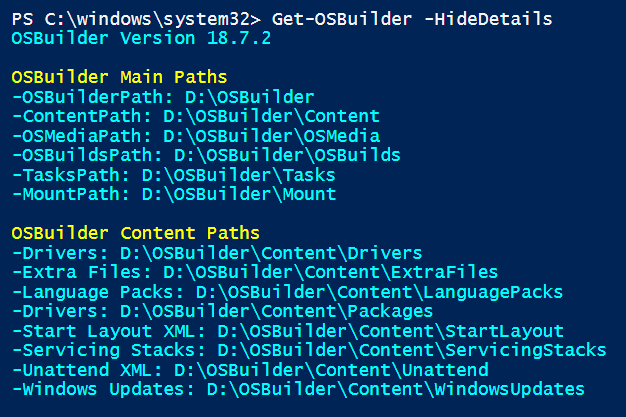 PS C:\windows\system32> Get-OSBuilder -HideDetails
OSBuilder Version 18.7.2
OSBuilder Main Paths
-OSBuilderPath: D:\OSBuilder
-ContentPath: D:\OSBuilder\Content
-OSMediaPath: D:\OSBuilder\OSMedia
-OSBuildsPath: D:\OSBuilder\OSBuilds
-TasksPath: D:\OSBuilder\Tasks
-MountPath: D:\OSBuilder\Mount
OSBuilder Content Paths
-Drivers: D:\OSBuilder\Content\Drivers
-Extra Files: D:\OSBuilder\Content\ExtraFiles
-Language Packs: D:\OSBuilder\Content\LanguagePacks
-Drivers: D:\OSBuilder\Content\Packages
-Start Layout XML: D:\OSBuilder\Content\StartLayout
-Servicing Stacks: D:\OSBuilder\Content\ServicingStacks
-Unattend XML: D:\OSBuilder\Content\Unattend
-Windows Updates: D:\OSBuilder\Content\WindowsUpdates